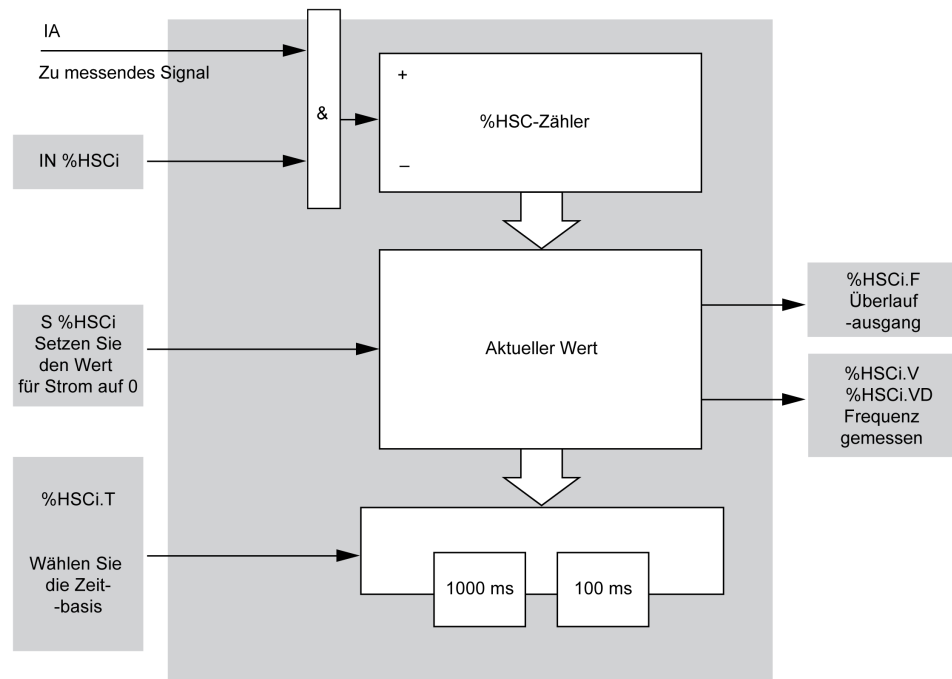 IA
Zu messendes Signal
IN %HSCi
&
+
%HSC-Zähler
–
S %HSCi
Setzen Sie
den Wert
für Strom auf 0
Aktueller Wert
%HSCi.F
Überlauf
-ausgang
%HSCi.V
%HSCi.VD
Frequenz
gemessen
%HSCi.T
Wählen Sie
die Zeit-
-basis
1000 ms
100 ms